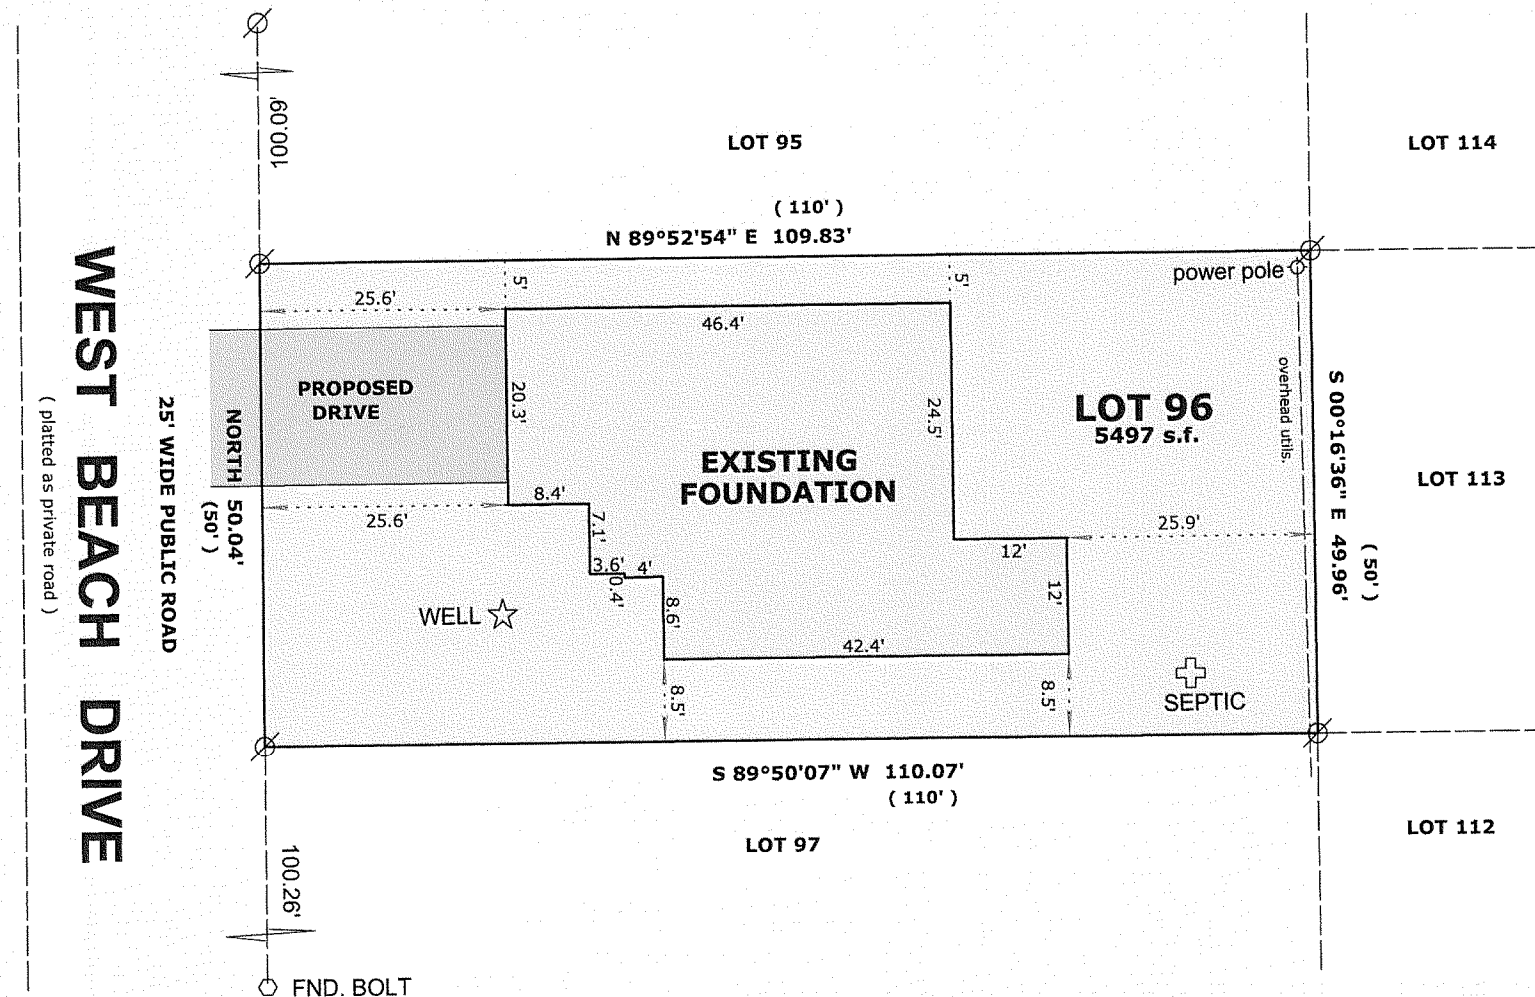 100.09'
LOT 95
LOT 114
( 110' )
N 89°52'54" E 109.83'
power pole
5'
5'
25.6'
46.4'
PROPOSED
DRIVE
20.3'
24.5'
LOT 96
5497 s.f.
overhead utils.
S 00°16'36" E 49.96'
( 50' )
LOT 113
WEST BEACH DRIVE
( platted as private road )
25' WIDE PUBLIC ROAD
NORTH 50.04'
(50' )
EXISTING
FOUNDATION
8.4'
25.6'
7.1'
25.9'
12'
3.6'
4'
0.4'
12'
WELL
8.6'
42.4'
8.5'
8.5'
SEPTIC
S 89°50'07" W 110.07'
( 110' )
LOT 97
LOT 112
100.26'
FND. BOLT